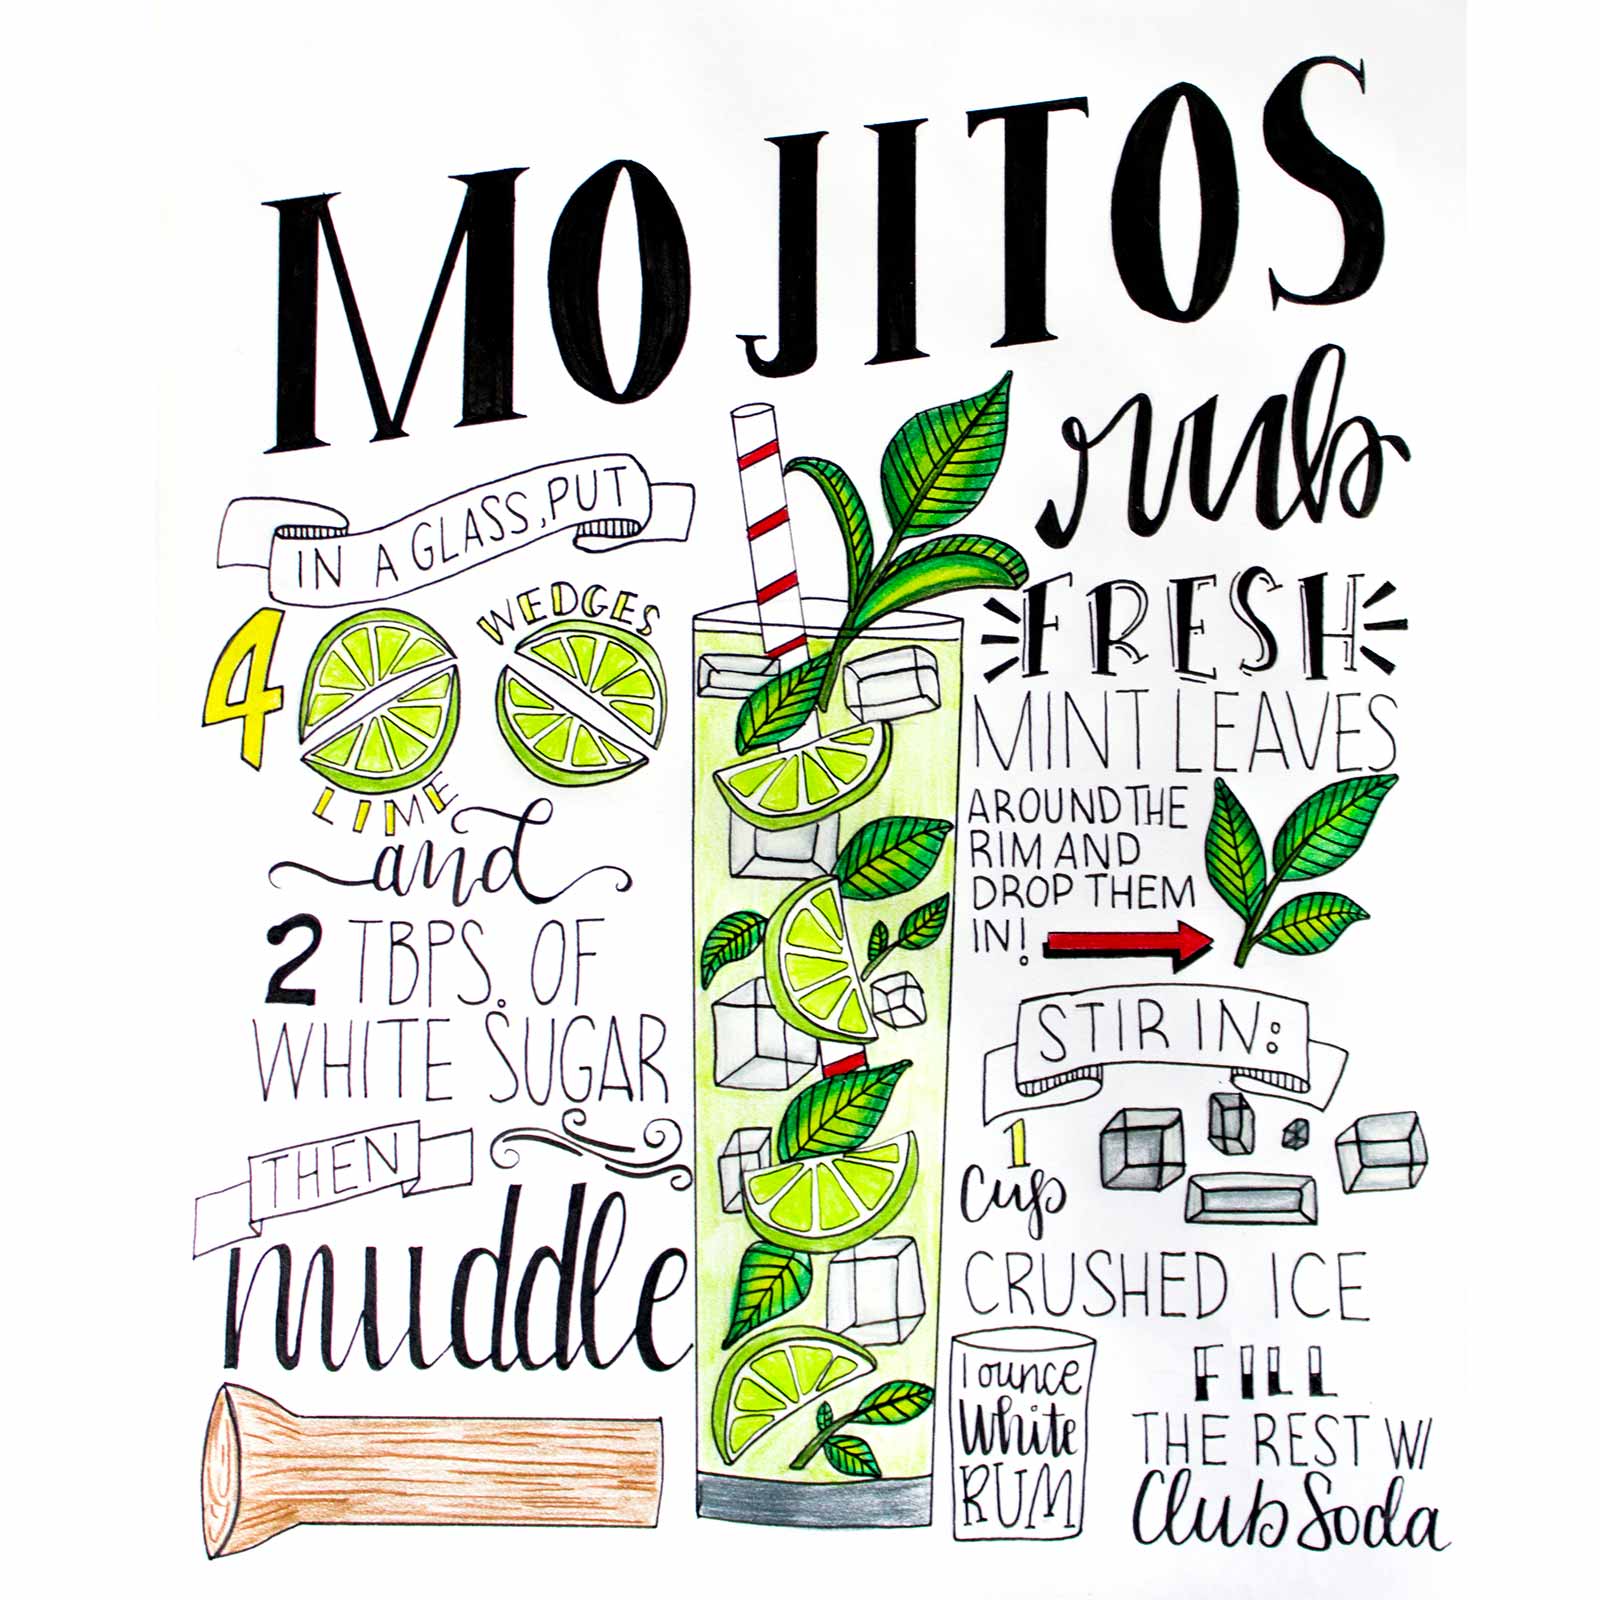 MOJITOS
IN A GLASS, PUT
4
WEDGES
LIME
and
2 TBPS. OF
WHITE SUGAR
THEN
muddle
rub
FRESH
MINT LEAVES
AROUND THE
RIM AND
DROP THEM
IN!
STIR IN:
1
cup
CRUSHED ICE
1 ounce
White
RUM
FILL
THE REST W/
Club Soda